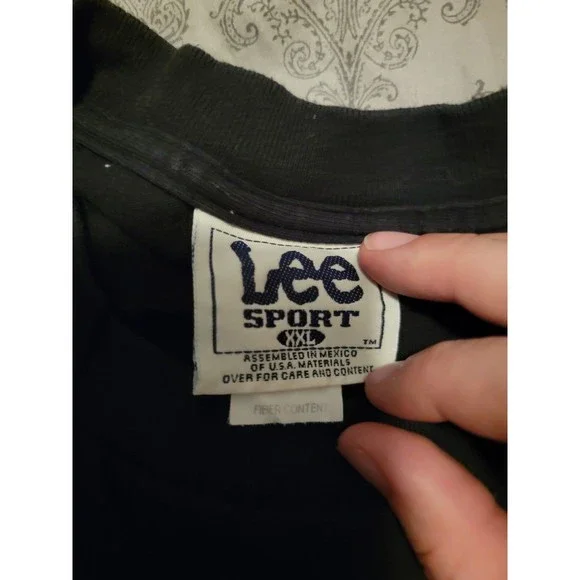 Lee
SPORT
XXL
TM
ASSEMBLED IN MEXICO
OF U.S.A. MATERIALS
OVER FOR CARE AND CONTENT
FIBER CONTENT